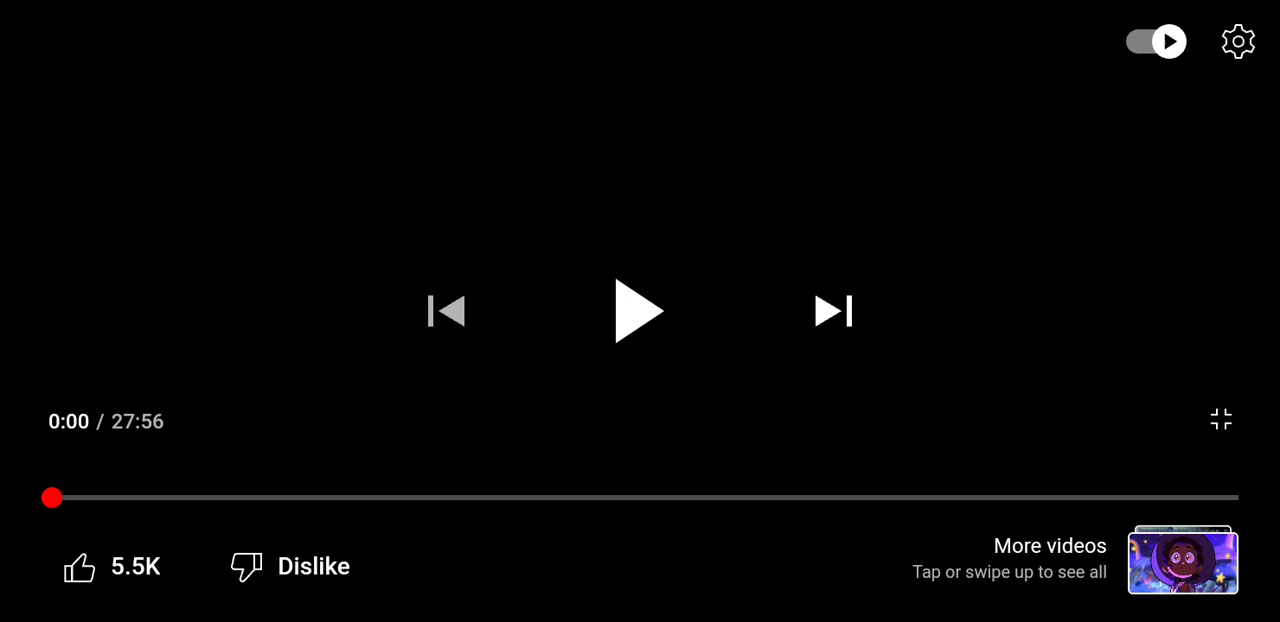 0:00 / 27:56
5.5K
Dislike
More videos
Tap or swipe up to see all